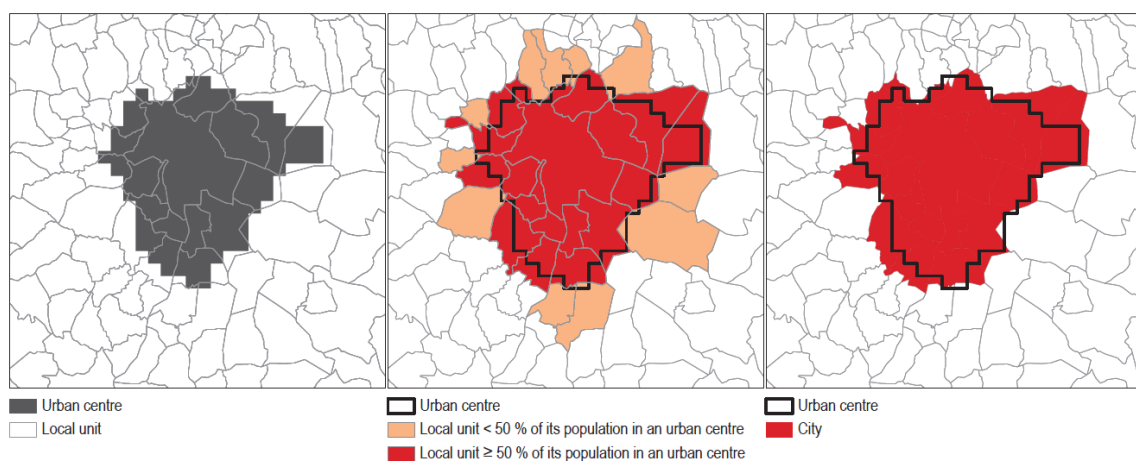 Urban centre
Local unit
Urban centre
Local unit < 50 % of its population in an urban centre
Local unit ≥ 50 % of its population in an urban centre
Urban centre
City